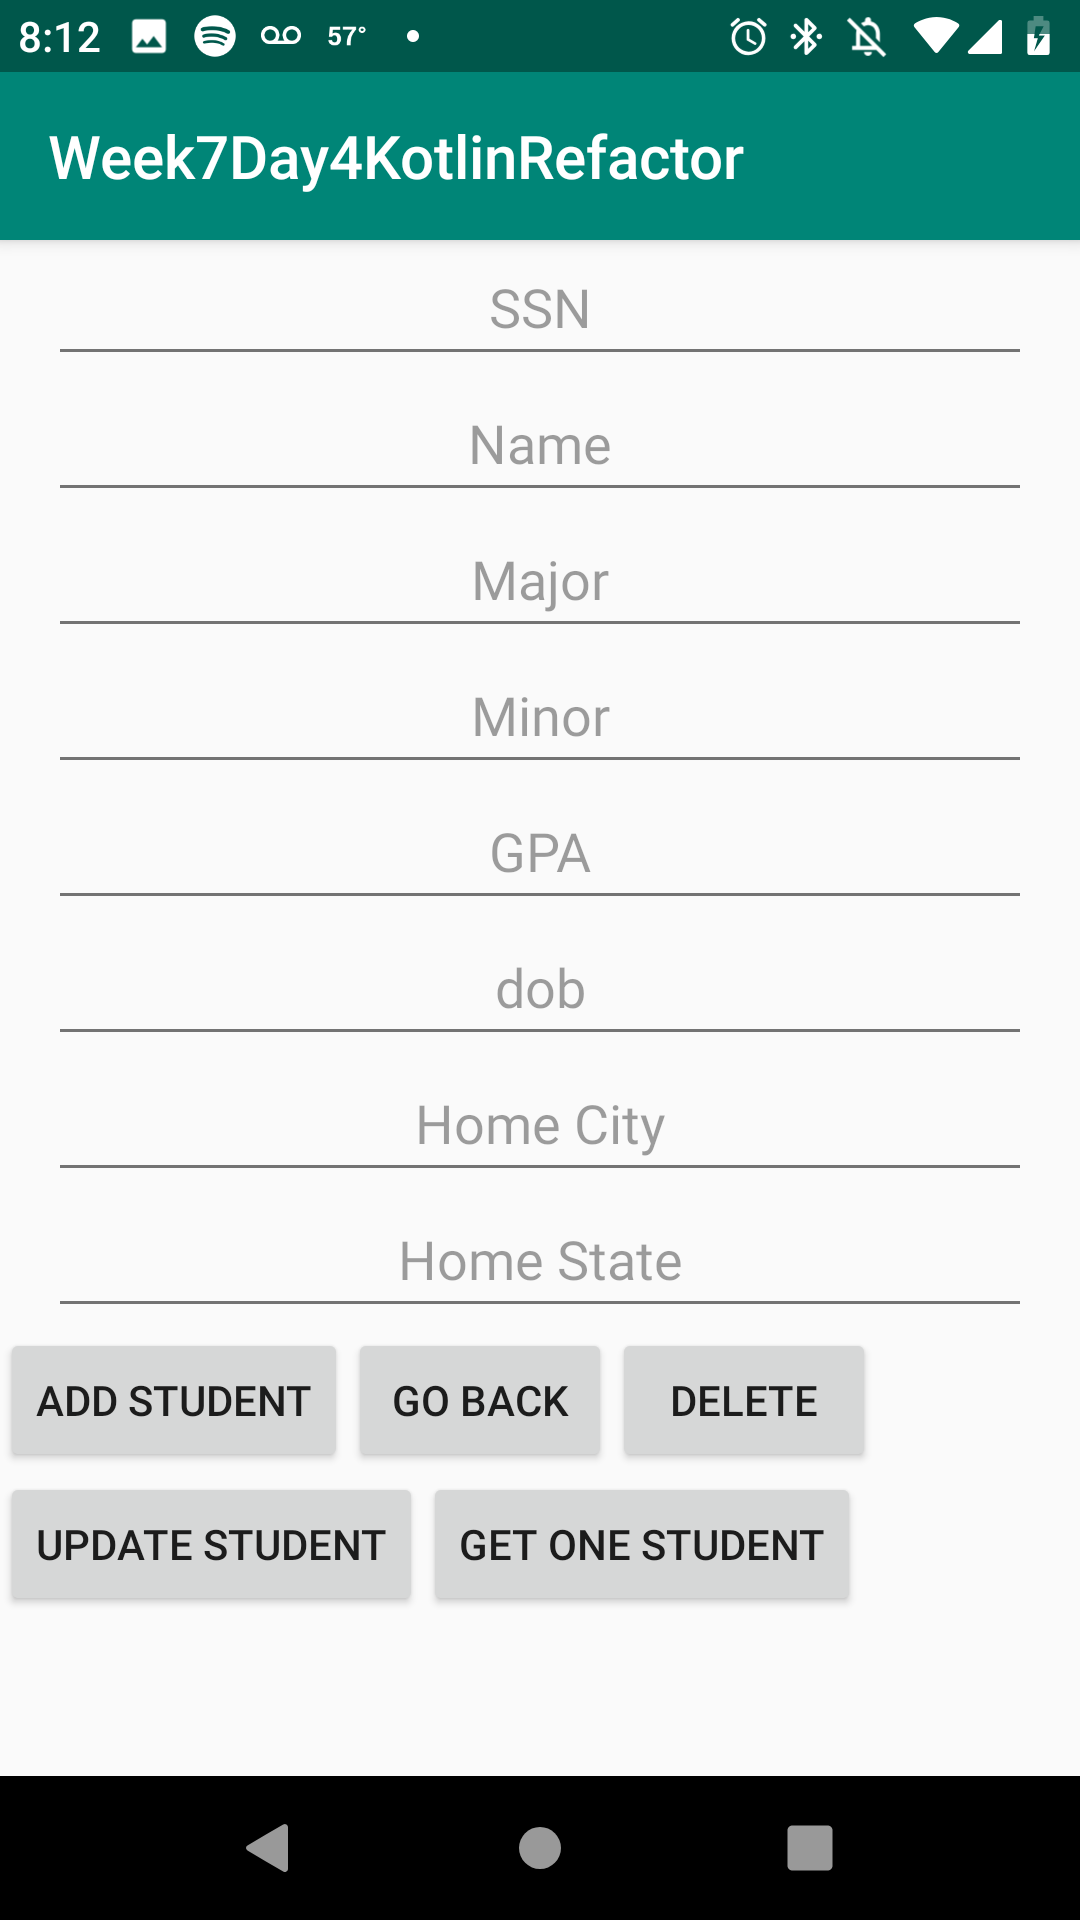 8:12 57°
Week7Day4KotlinRefactor
SSN
Name
Major
Minor
GPA
dob
Home City
Home State
ADD STUDENT GO BACK DELETE
UPDATE STUDENT GET ONE STUDENT